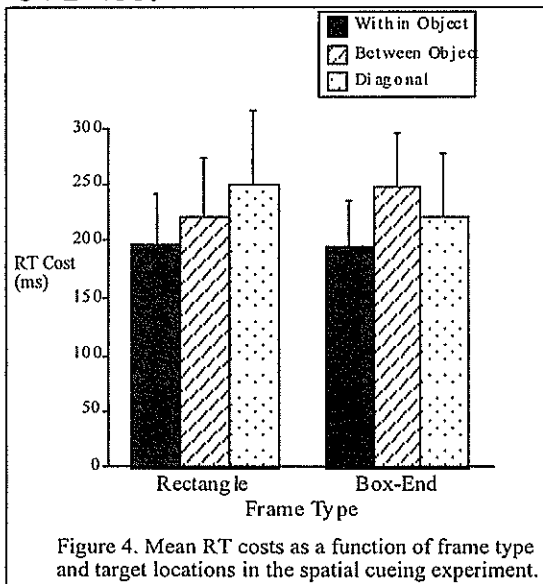 Within Object
Between Objec
Diagonal
300
250
200
150
100
50
0
RT Cost
(ms)
Rectangle
Box-End
Frame Type
Figure 4. Mean RT costs as a function of frame type
and target locations in the spatial cueing experiment.